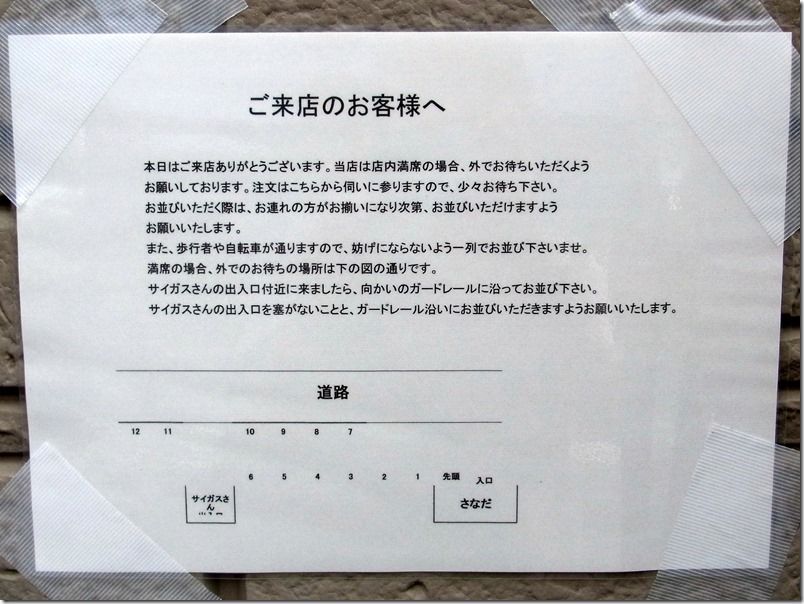 ご来店のお客様へ
本日はご来店ありがとうございます。当店は店内満席の場合、外でお待ちいただくよう
お願いしております。注文はこちらから伺いに参りますので、少々お待ち下さい。
お並びいただく際は、お連れの方がお揃いになり次第、お並びいただけますよう
お願いいたします。
また、歩行者や自転車が通りますので、妨げにならないよう一列でお並び下さいませ。
満席の場合、外でのお待ちの場所は下の図の通りです。
サイガスさんの出入口付近に来ましたら、向かいのガードレールに沿ってお並び下さい。
サイガスさんの出入口を塞がないことと、ガードレール沿いにお並びいただきますようお願いいたします。
道路
12 11 10 9 8 7
6 5 4 3 2 1 先頭 入口
サイガスさ
ん
さなだ